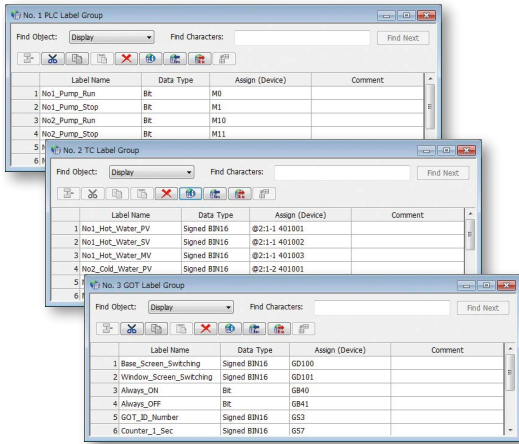 No. 1 PLC Label Group
Find Object: Display Find Characters: Find Next
Label Name Data Type Assign (Device) Comment
1 No1_Pump_Run Bit M0
2 No1_Pump_Stop Bit M1
3 No2_Pump_Run Bit M10
4 No2_Pump_Stop Bit M11
5
6
No. 2 TC Label Group
Find Object: Display Find Characters: Find Next
Label Name Data Type Assign (Device) Comment
1 No1_Hot_Water_PV Signed BIN16 @2:1-1 401001
2 No1_Hot_Water_SV Signed BIN16 @2:1-1 401002
3 No1_Hot_Water_MV Signed BIN16 @2:1-1 401003
4 No2_Cold_Water_PV Signed BIN16 @2:1-2 401001
5
6
No. 3 GOT Label Group
Find Object: Display Find Characters: Find Next
Label Name Data Type Assign (Device) Comment
1 Base_Screen_Switching Signed BIN16 GD100
2 Window_Screen_Switching Signed BIN16 GD101
3 Always_ON Bit GB40
4 Always_OFF Bit GB41
5 GOT_ID_Number Signed BIN16 GS3
6 Counter_1_Sec Signed BIN16 GS7